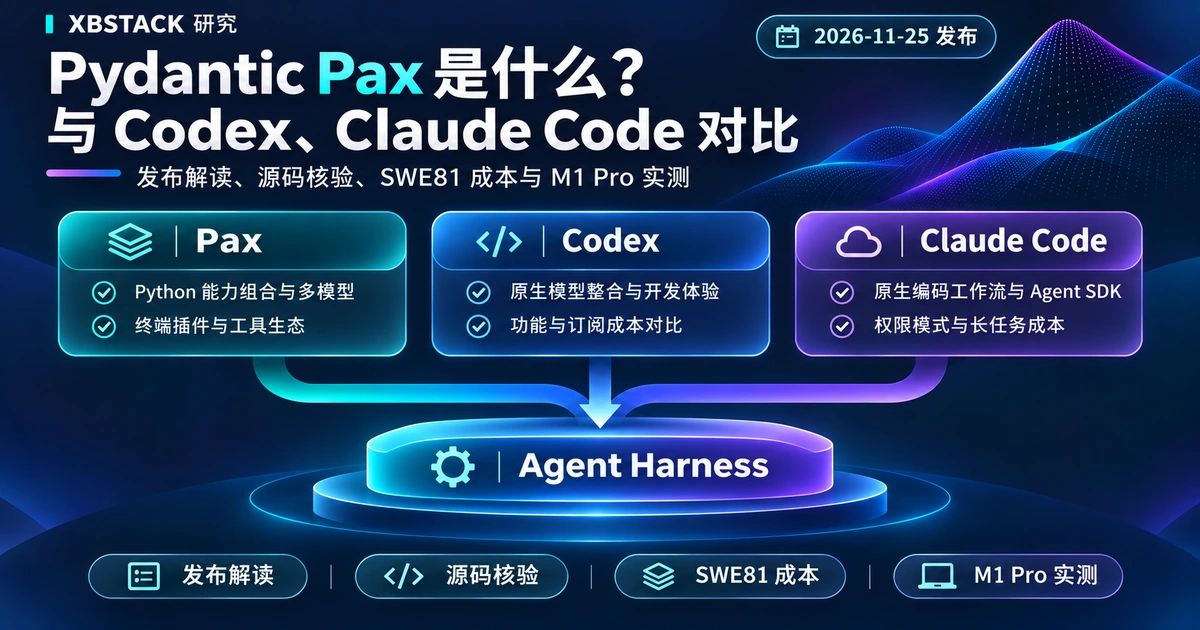 XBSTACK 研究
2026-11-25 发布
Pydantic Pax 是什么？
与 Codex、Claude Code 对比
发布解读、源码核验、SWE81 成本与 M1 Pro 实测
Pax
Python 能力组合与多模型
终端插件与工具生态
Codex
原生模型整合与开发体验
功能与订阅成本对比
Claude Code
原生编码工作流与 Agent SDK
权限模式与长任务成本
Agent Harness
发布解读
源码核验
SWE81 成本
M1 Pro 实测